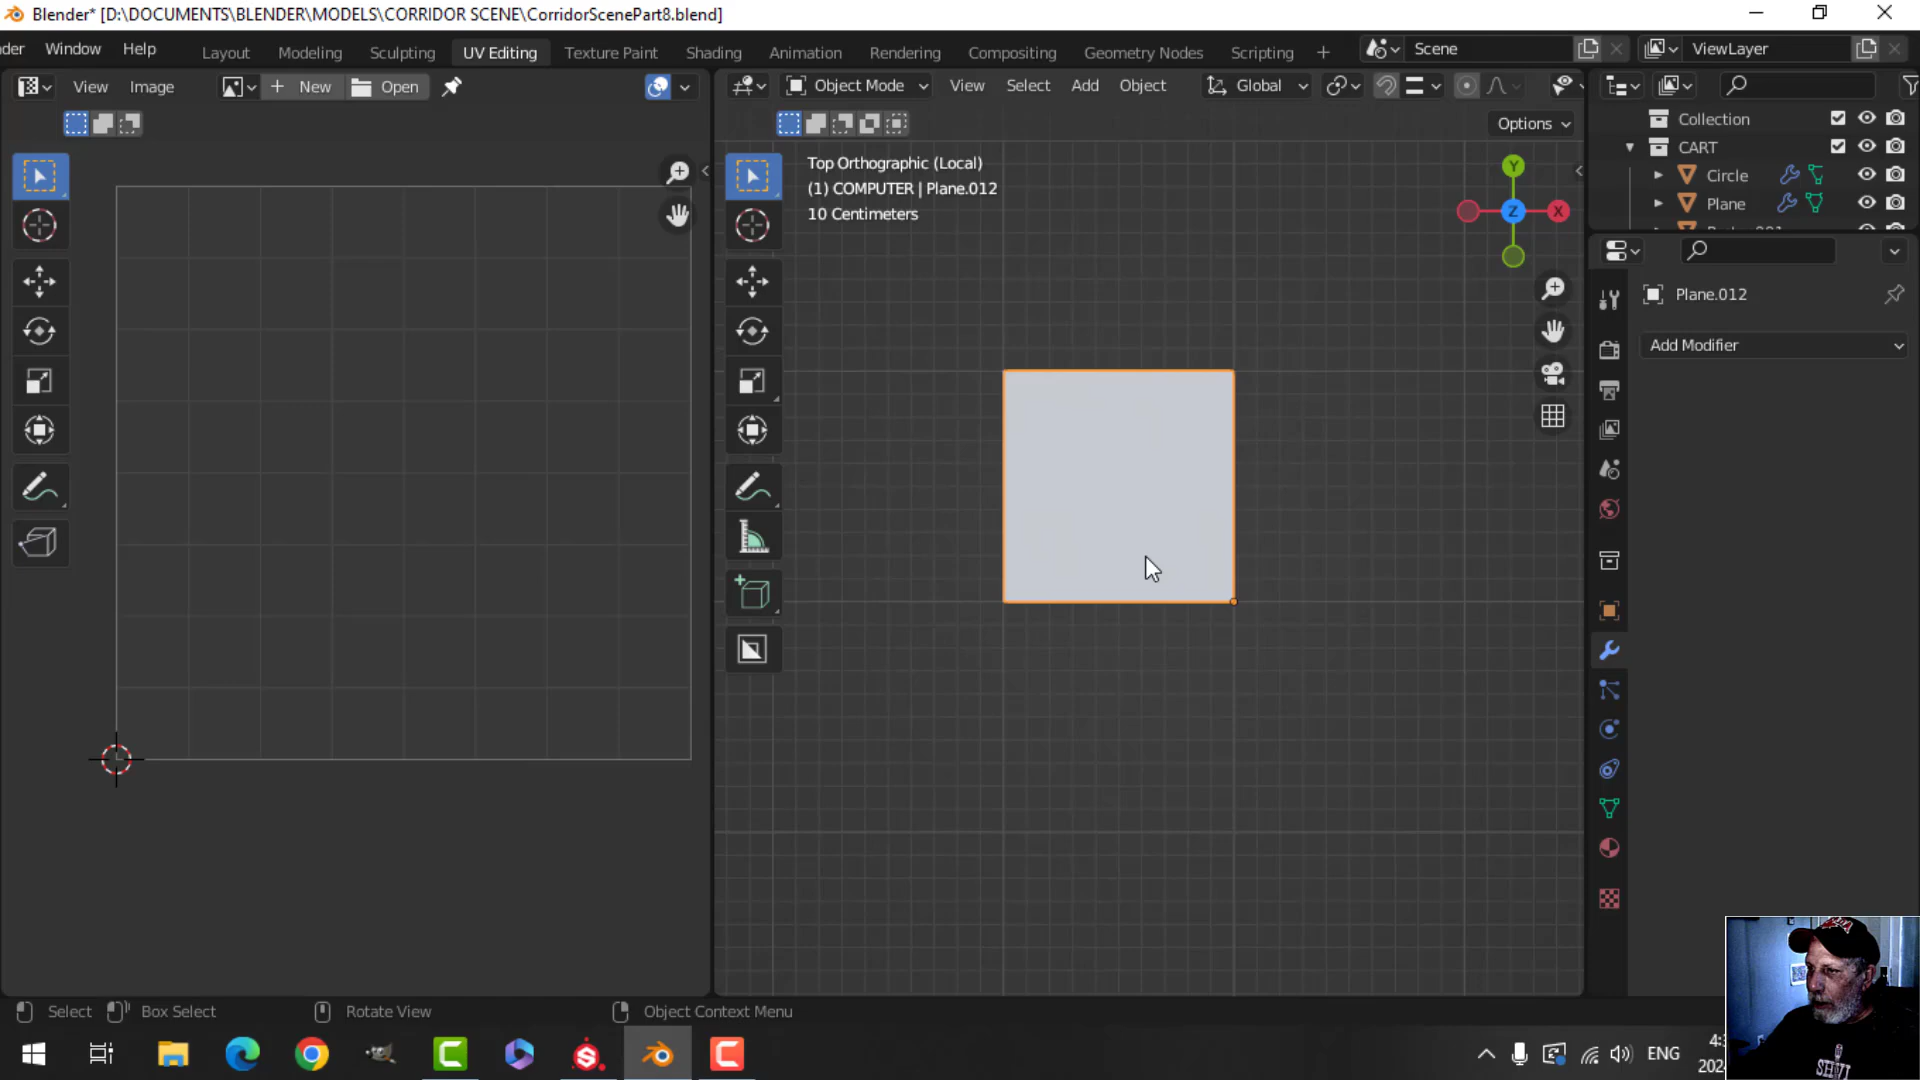 Blender* [D:\DOCUMENTS\BLENDER\MODELS\CORRIDOR SCENE\CorridorScenePart8.blend]
der Window Help Layout Modeling Sculpting UV Editing Texture Paint Shading Animation Rendering Compositing Geometry Nodes Scripting Scene ViewLayer
View Image New Open Object Mode View Select Add Object Global
Options
Collection
CART
Circle
Plane
Top Orthographic (Local)
(1) COMPUTER | Plane.012
10 Centimeters
Y
X
Z
Plane.012
Add Modifier
Select Box Select Rotate View Object Context Menu
ENG
4:
202